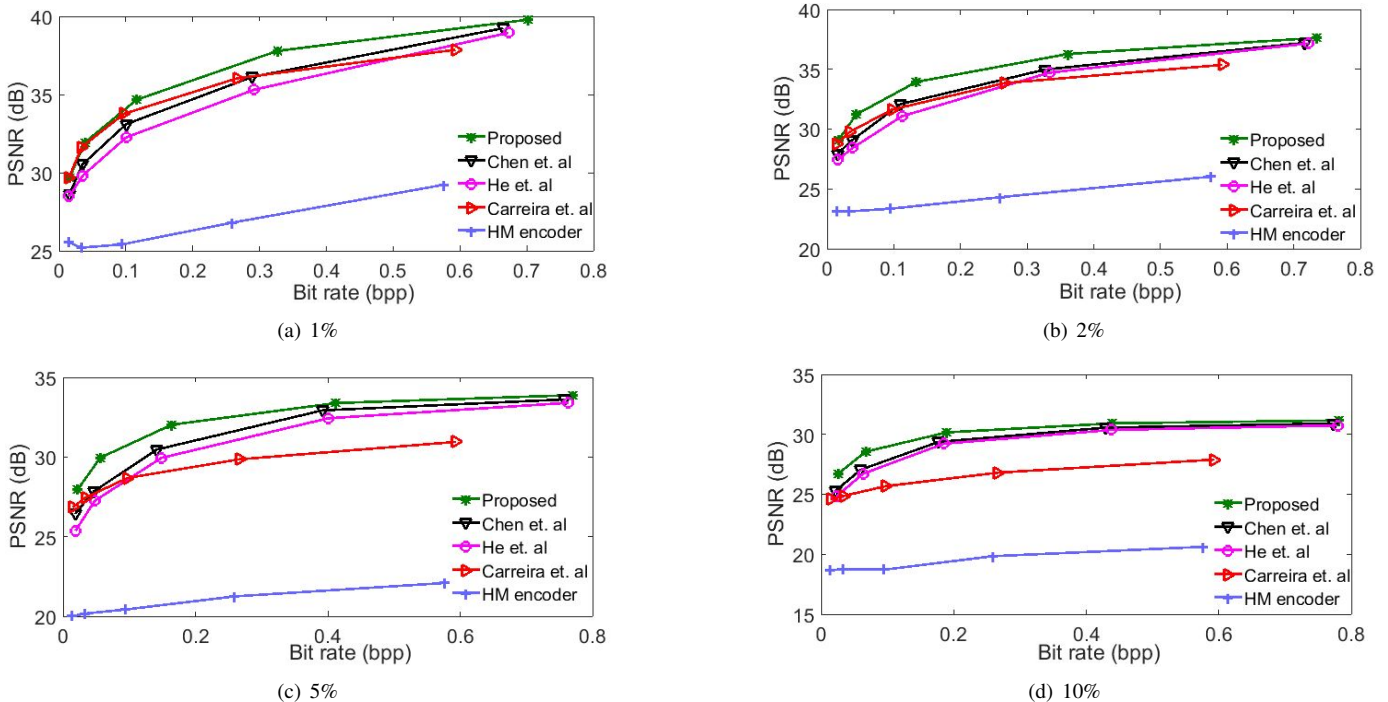 40
35
30
25
PSNR (dB)
0 0.1 0.2 0.3 0.4 0.5 0.6 0.7 0.8
Bit rate (bpp)
Proposed
Chen et. al
He et. al
Carreira et. al
HM encoder
(a) 1%
40
35
30
25
20
PSNR (dB)
0 0.1 0.2 0.3 0.4 0.5 0.6 0.7 0.8
Bit rate (bpp)
Proposed
Chen et. al
He et. al
Carreira et. al
HM encoder
(b) 2%
35
30
25
20
PSNR (dB)
0 0.2 0.4 0.6 0.8
Bit rate (bpp)
Proposed
Chen et. al
He et. al
Carreira et. al
HM encoder
(c) 5%
35
30
25
20
15
PSNR (dB)
0 0.2 0.4 0.6 0.8
Bit rate (bpp)
Proposed
Chen et. al
He et. al
Carreira et. al
HM encoder
(d) 10%